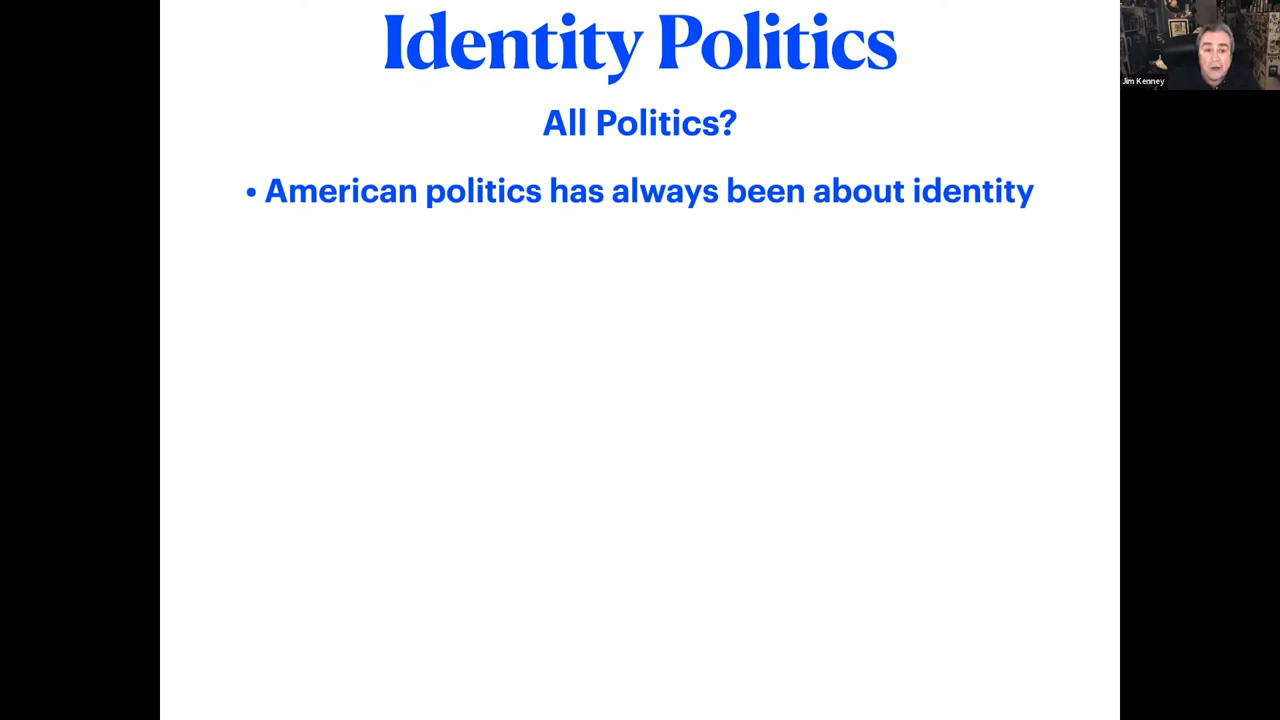 Identity Politics
All Politics?
• American politics has always been about identity
Jim Kenney